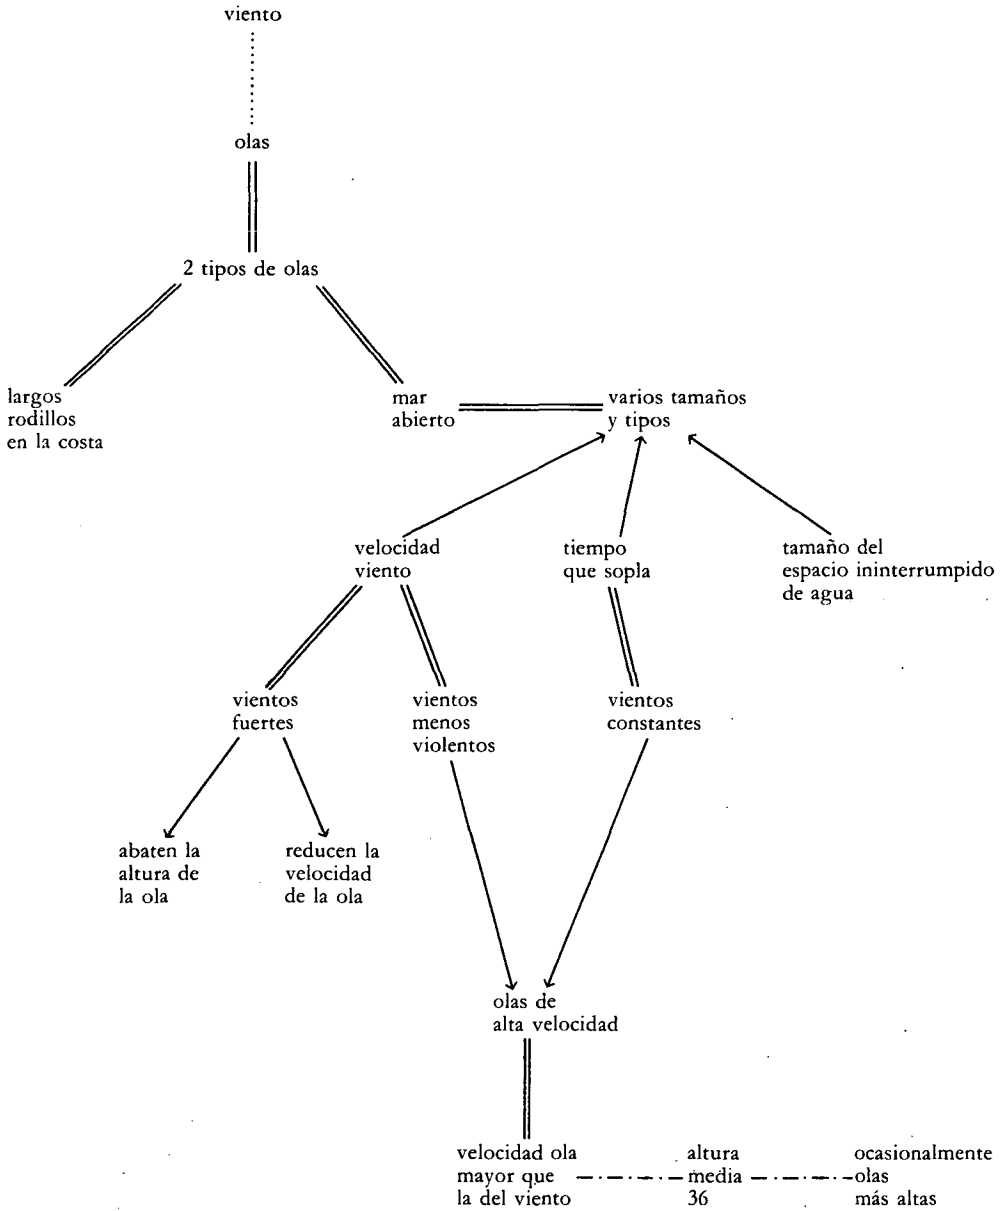 viento
olas
2 tipos de olas
largos
rodillos
en la costa
mar
abierto
varios tamaños
y tipos
velocidad
viento
tiempo
que sopla
tamaño del
espacio ininterrumpido
de agua
vientos
fuertes
vientos
menos
violentos
vientos
constantes
abaten la
altura de
la ola
reducen la
velocidad
de la ola
olas de
alta velocidad
velocidad ola
mayor que
la del viento
altura
media
36
ocasionalmente
olas
más altas